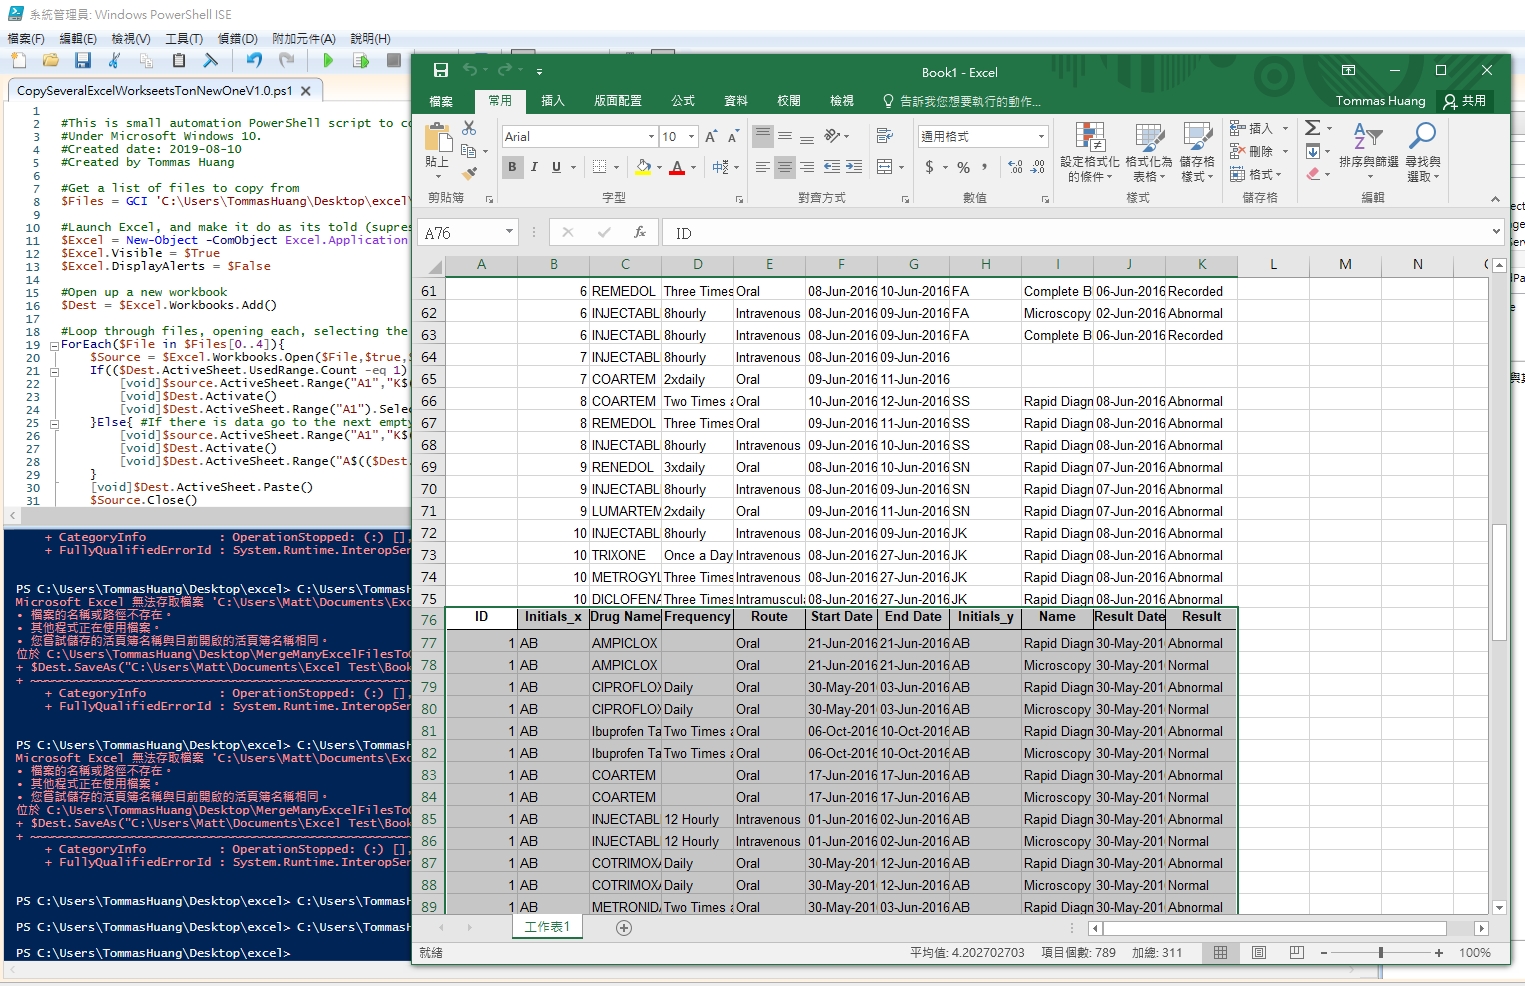 系統管理員: Windows PowerShell ISE
檔案(F) 編輯(E) 檢視(V) 工具(T) 偵錯(D) 附加元件(A) 說明(H)
CopySeveralExcelWorkseetsTonNewOneV1.0.ps1
1
2 #This is small automation PowerShell script to co
3 #Under Microsoft Windows 10.
4 #Created date: 2019-08-10
5 #Created by Tommas Huang
6
7 #Get a list of files to copy from
8 $Files = GCI 'C:\Users\TommasHuang\Desktop\excel\
9
10 #Launch Excel, and make it do as its told (supres
11 $Excel = New-Object -ComObject Excel.Application
12 $Excel.Visible = $True
13 $Excel.DisplayAlerts = $False
14
15 #Open up a new workbook
16 $Dest = $Excel.Workbooks.Add()
17
18 #Loop through files, opening each, selecting the
19 ForEach($File in $Files[0..4]){
20 $Source = $Excel.Workbooks.Open($File,$true,$
21 If(($Dest.ActiveSheet.UsedRange.Count -eq 1)
22 [void]$source.ActiveSheet.Range("A1","K$(
23 [void]$Dest.Activate()
24 [void]$Dest.ActiveSheet.Range("A1").Selec
25 }Else{ #If there is data go to the next empty
26 [void]$source.ActiveSheet.Range("A1","K$(
27 [void]$Dest.Activate()
28 [void]$Dest.ActiveSheet.Range("A$(($Dest.
29 }
30 [void]$Dest.ActiveSheet.Paste()
31 $Source.Close()
+ CategoryInfo : OperationStopped: (:) [],
+ FullyQualifiedErrorId : System.Runtime.InteropSer
PS C:\Users\TommasHuang\Desktop\excel> C:\Users\TommasH
Microsoft Excel 無法存取檔案 'C:\Users\Matt\Documents\Exc
• 檔案的名稱或路徑不存在。
• 其他程式正在使用檔案。
• 您嘗試儲存的活頁簿名稱與目前開啟的活頁簿名稱相同。
位於 C:\Users\TommasHuang\Desktop\MergeManyExcelFilesToO
+ $Dest.SaveAs("C:\Users\Matt\Documents\Excel Test\Book
+ ~~~~~~~~~~~~~~~~~~~~~~~~~~~~~~~~~~~~~~~~~~~~~~~~~~~~~
+ CategoryInfo : OperationStopped: (:) [],
+ FullyQualifiedErrorId : System.Runtime.InteropSer
PS C:\Users\TommasHuang\Desktop\excel> C:\Users\TommasH
Microsoft Excel 無法存取檔案 'C:\Users\Matt\Documents\Exc
• 檔案的名稱或路徑不存在。
• 其他程式正在使用檔案。
• 您嘗試儲存的活頁簿名稱與目前開啟的活頁簿名稱相同。
位於 C:\Users\TommasHuang\Desktop\MergeManyExcelFilesToO
+ $Dest.SaveAs("C:\Users\Matt\Documents\Excel Test\Book
+ ~~~~~~~~~~~~~~~~~~~~~~~~~~~~~~~~~~~~~~~~~~~~~~~~~~~~~
+ CategoryInfo : OperationStopped: (:) [],
+ FullyQualifiedErrorId : System.Runtime.InteropSer
PS C:\Users\TommasHuang\Desktop\excel> C:\Users\TommasH
PS C:\Users\TommasHuang\Desktop\excel> C:\Users\TommasH
PS C:\Users\TommasHuang\Desktop\excel>
Book1 - Excel
檔案 常用 插入 版面配置 公式 資料 校閱 檢視 告訴我您想要執行的動作... Tommas Huang 共用
Arial 10 通用格式
貼上 設定格式化的條件 格式化為表格 儲存格樣式 插入 刪除 格式 排序與篩選 尋找與選取
剪貼簿 字型 對齊方式 數值 樣式 儲存格 編輯
A76 ID
A B C D E F G H I J K L M N
61 6 REMEDOL Three Times Oral 08-Jun-2016 10-Jun-2016 FA Complete B 06-Jun-2016 Recorded
62 6 INJECTABL 8hourly Intravenous 08-Jun-2016 09-Jun-2016 FA Microscopy 02-Jun-2016 Abnormal
63 6 INJECTABL 8hourly Intravenous 08-Jun-2016 09-Jun-2016 FA Complete B 06-Jun-2016 Recorded
64 7 INJECTABL 8hourly Intravenous 08-Jun-2016 09-Jun-2016
65 7 COARTEM 2xdaily Oral 09-Jun-2016 11-Jun-2016
66 8 COARTEM Two Times a Oral 10-Jun-2016 12-Jun-2016 SS Rapid Diagn 08-Jun-2016 Abnormal
67 8 REMEDOL Three Times Oral 09-Jun-2016 11-Jun-2016 SS Rapid Diagn 08-Jun-2016 Abnormal
68 8 INJECTABL 8hourly Intravenous 09-Jun-2016 10-Jun-2016 SS Rapid Diagn 08-Jun-2016 Abnormal
69 9 RENEDOL 3xdaily Oral 08-Jun-2016 10-Jun-2016 SN Rapid Diagn 07-Jun-2016 Abnormal
70 9 INJECTABL 8hourly Intravenous 08-Jun-2016 09-Jun-2016 SN Rapid Diagn 07-Jun-2016 Abnormal
71 9 LUMARTEM 2xdaily Oral 09-Jun-2016 11-Jun-2016 SN Rapid Diagn 07-Jun-2016 Abnormal
72 10 INJECTABL 8hourly Intravenous 08-Jun-2016 09-Jun-2016 JK Rapid Diagn 08-Jun-2016 Abnormal
73 10 TRIXONE Once a Day Intravenous 08-Jun-2016 27-Jun-2016 JK Rapid Diagn 08-Jun-2016 Abnormal
74 10 METROGYL Three Times Intravenous 08-Jun-2016 27-Jun-2016 JK Rapid Diagn 08-Jun-2016 Abnormal
75 10 DICLOFENA Three Times Intramuscula 08-Jun-2016 27-Jun-2016 JK Rapid Diagn 08-Jun-2016 Abnormal
76 ID Initials_x Drug Name Frequency Route Start Date End Date Initials_y Name Result Date Result
77 1 AB AMPICLOX Oral 21-Jun-2016 21-Jun-2016 AB Rapid Diagn 30-May-201 Abnormal
78 1 AB AMPICLOX Oral 21-Jun-2016 21-Jun-2016 AB Microscopy 30-May-201 Normal
79 1 AB CIPROFLOX Daily Oral 30-May-201 03-Jun-2016 AB Rapid Diagn 30-May-201 Abnormal
80 1 AB CIPROFLOX Daily Oral 30-May-201 03-Jun-2016 AB Microscopy 30-May-201 Normal
81 1 AB Ibuprofen Ta Two Times a Oral 06-Oct-2016 10-Oct-2016 AB Rapid Diagn 30-May-201 Abnormal
82 1 AB Ibuprofen Ta Two Times a Oral 06-Oct-2016 10-Oct-2016 AB Microscopy 30-May-201 Normal
83 1 AB COARTEM Oral 17-Jun-2016 17-Jun-2016 AB Rapid Diagn 30-May-201 Abnormal
84 1 AB COARTEM Oral 17-Jun-2016 17-Jun-2016 AB Microscopy 30-May-201 Normal
85 1 AB INJECTABL 12 Hourly Intravenous 01-Jun-2016 02-Jun-2016 AB Rapid Diagn 30-May-201 Abnormal
86 1 AB INJECTABL 12 Hourly Intravenous 01-Jun-2016 02-Jun-2016 AB Microscopy 30-May-201 Normal
87 1 AB COTRIMOXA Daily Oral 30-May-201 12-Jun-2016 AB Rapid Diagn 30-May-201 Abnormal
88 1 AB COTRIMOXA Daily Oral 30-May-201 12-Jun-2016 AB Microscopy 30-May-201 Normal
89 1 AB METRONIDA Two Times a Oral 30-May-201 03-Jun-2016 AB Rapid Diagn 30-May-201 Abnormal
工作表1
就緒 平均值: 4.202702703 項目個數: 789 加總: 311 100%